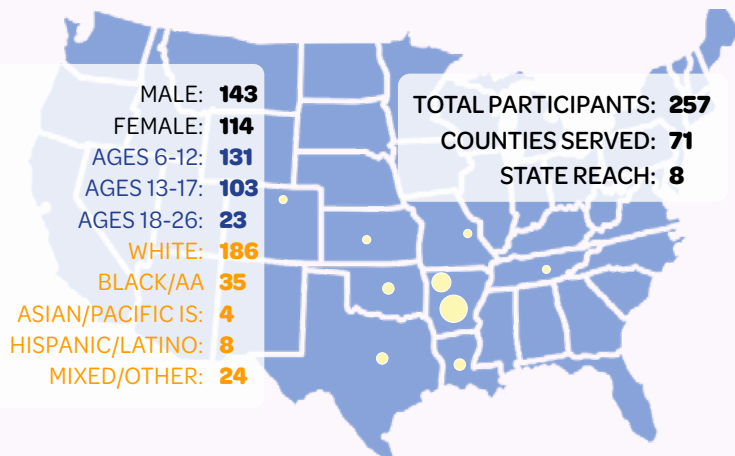 MALE: 143
FEMALE: 114
AGES 6-12: 131
AGES 13-17: 103
AGES 18-26: 23
WHITE: 186
BLACK/AA 35
ASIAN/PACIFIC IS: 4
HISPANIC/LATINO: 8
MIXED/OTHER: 24
TOTAL PARTICIPANTS: 257
COUNTIES SERVED: 71
STATE REACH: 8